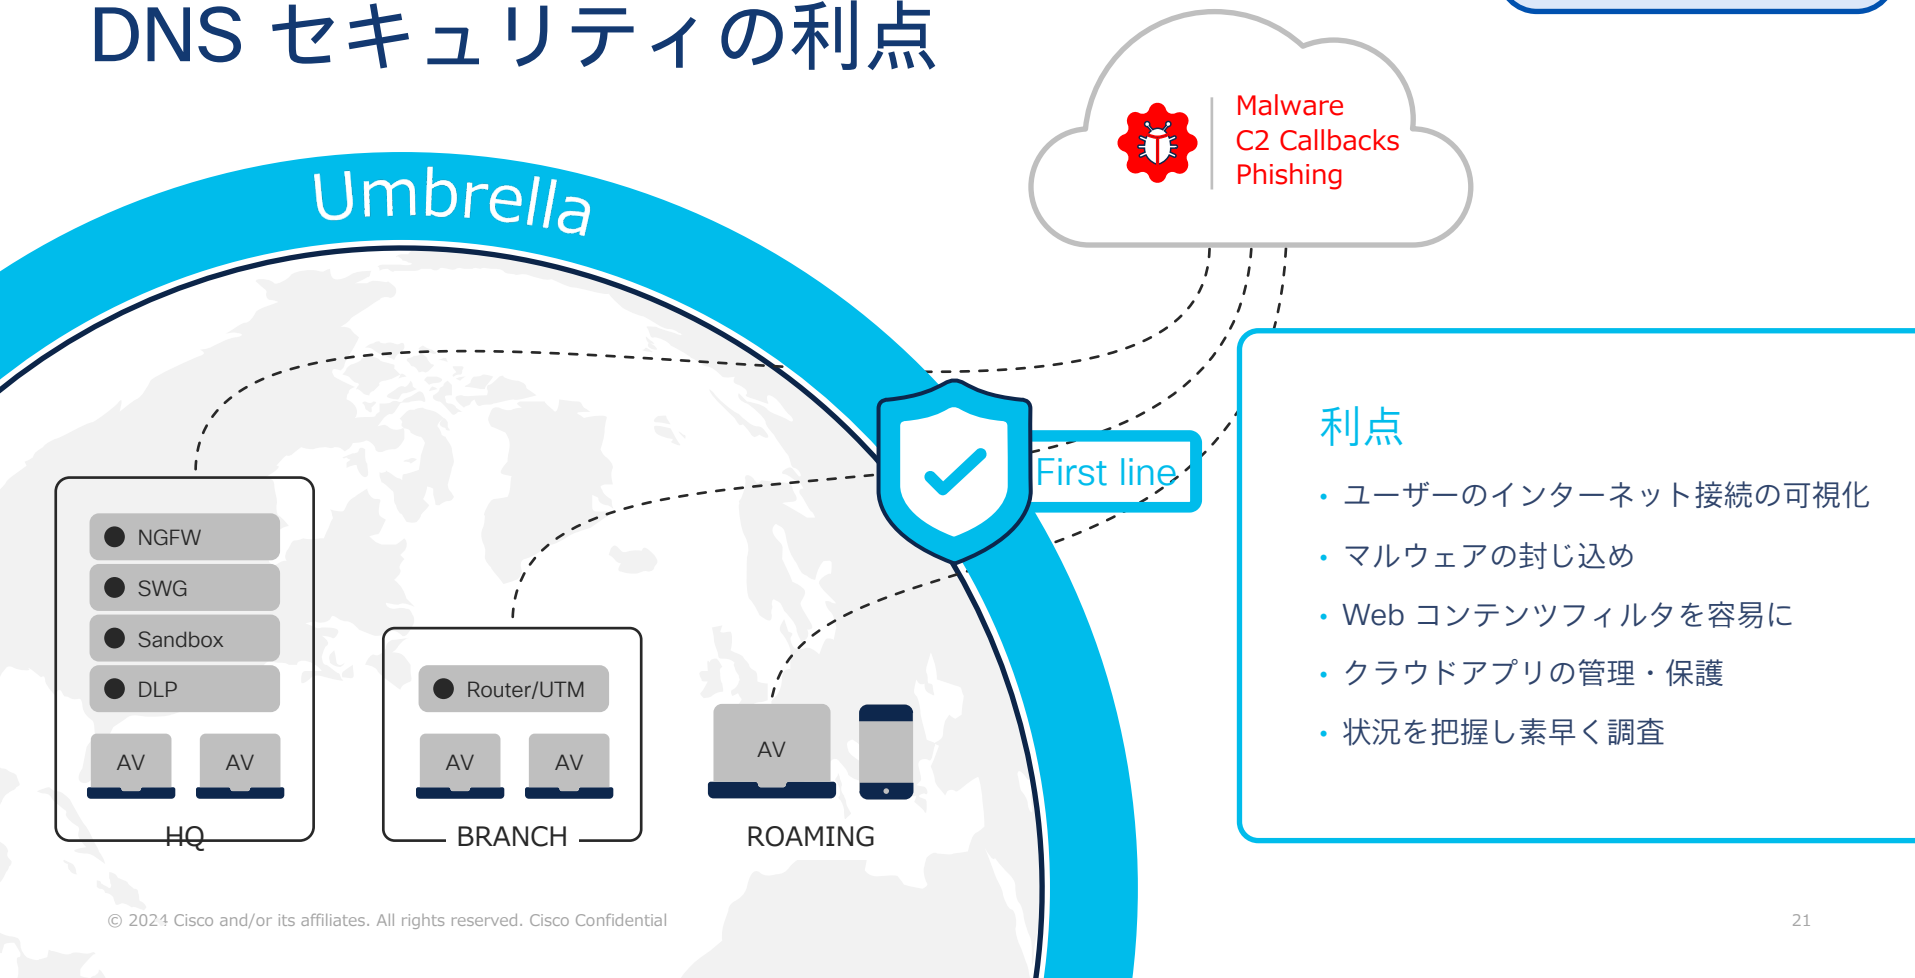 DNS セキュリティの利点
Malware
C2 Callbacks
Phishing
Umbrella
First line
利点
• ユーザーのインターネット接続の可視化
• マルウェアの封じ込め
• Web コンテンツフィルタを容易に
• クラウドアプリの管理・保護
• 状況を把握し素早く調査
NGFW
SWG
Sandbox
DLP
AV
AV
HQ
Router/UTM
AV
AV
BRANCH
AV
ROAMING
© 2024 Cisco and/or its affiliates. All rights reserved. Cisco Confidential
21